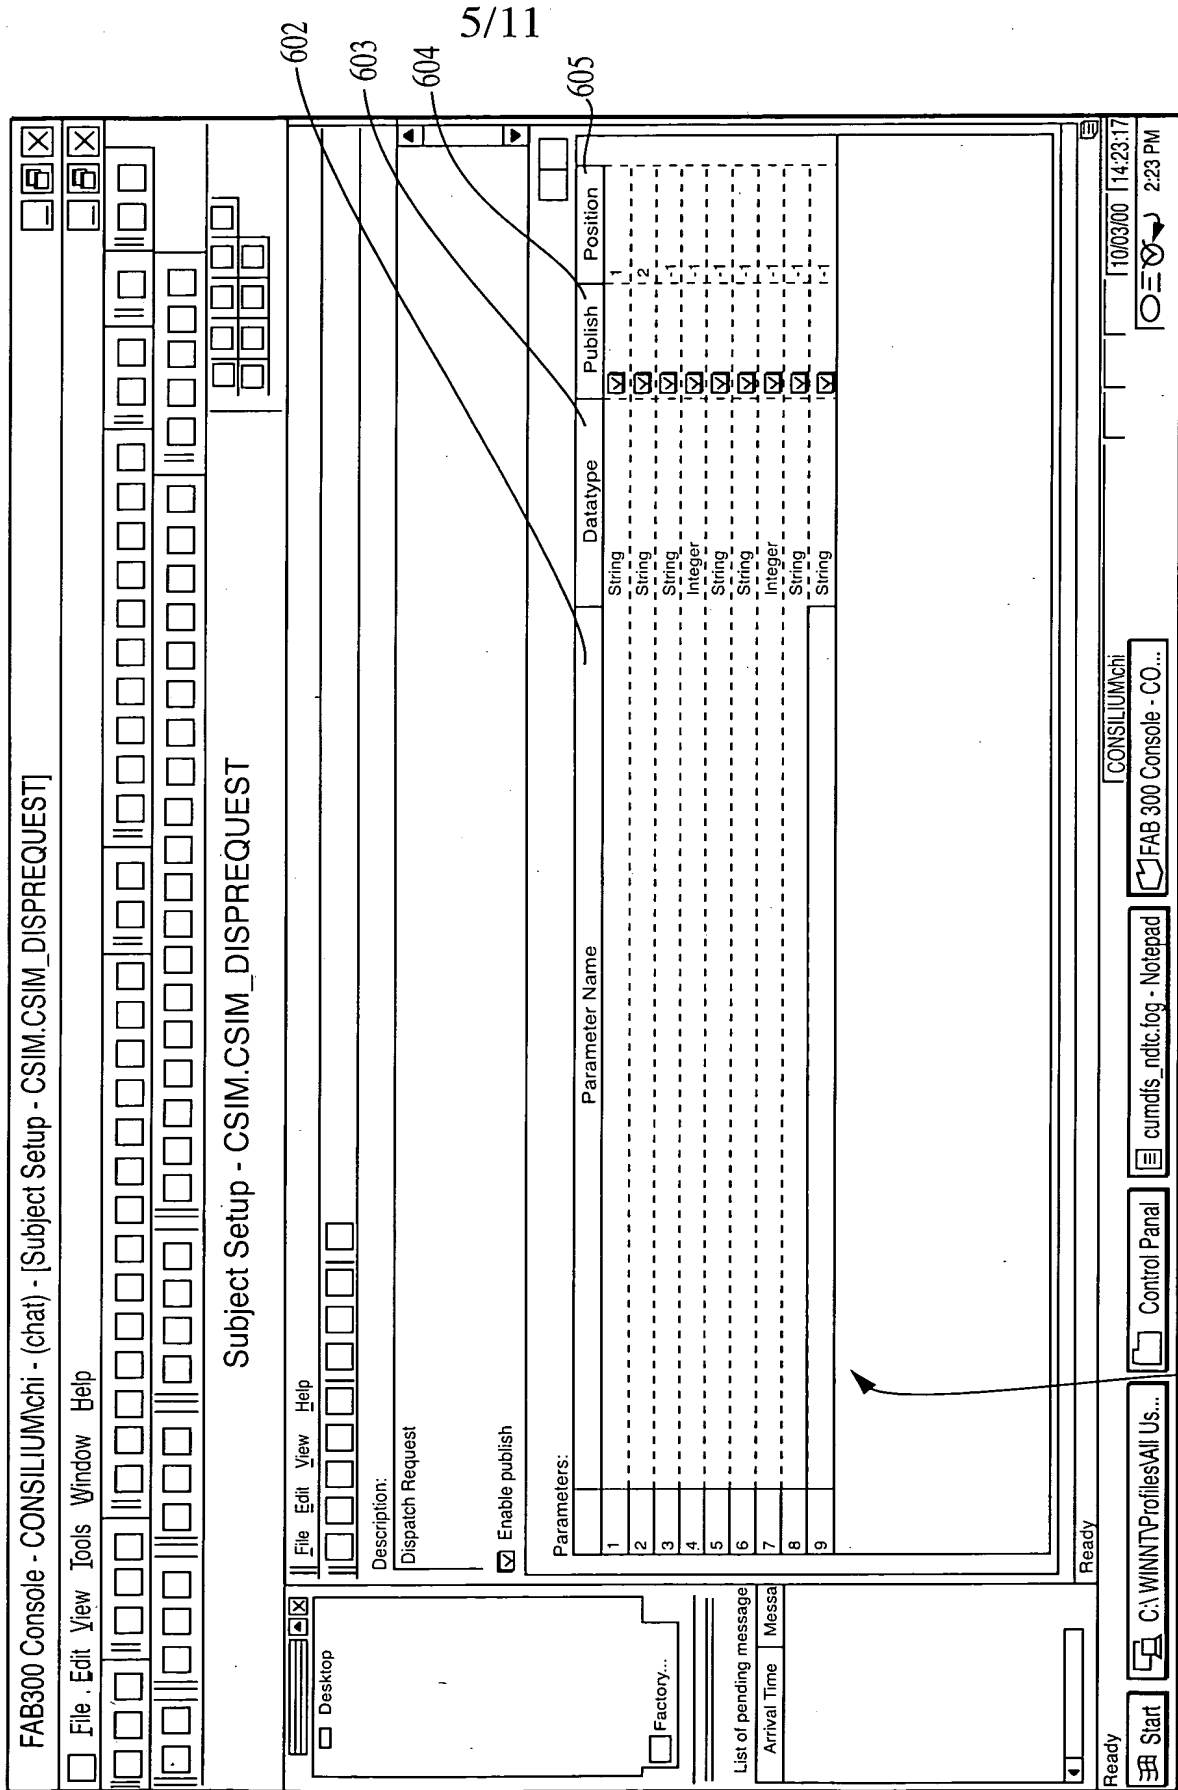 5/11
602
603
604
605
FAB300 Console - CONSILIUM\chi - (chat) - [Subject Setup - CSIM.CSIM_DISPREQUEST]
File Edit View Tools Window Help
Subject Setup - CSIM.CSIM_DISPREQUEST
Desktop
Factory...
List of pending message
Arrival Time Messa
File Edit View Help
Description:
Dispatch Request
Enable publish
Parameters:
Parameter Name Datatype Publish Position
1 String 1
2 String 2
3 String -1
4 Integer -1
5 String -1
6 String -1
7 Integer -1
8 String -1
9 String -1
Ready
Ready CONSILIUM\chi 10/03/00 14:23:17
Start C:\WINNT\Profiles\All Us... Control Panel cumdfs_ndtc.fog - Notepad FAB 300 Console - CO... 2:23 PM